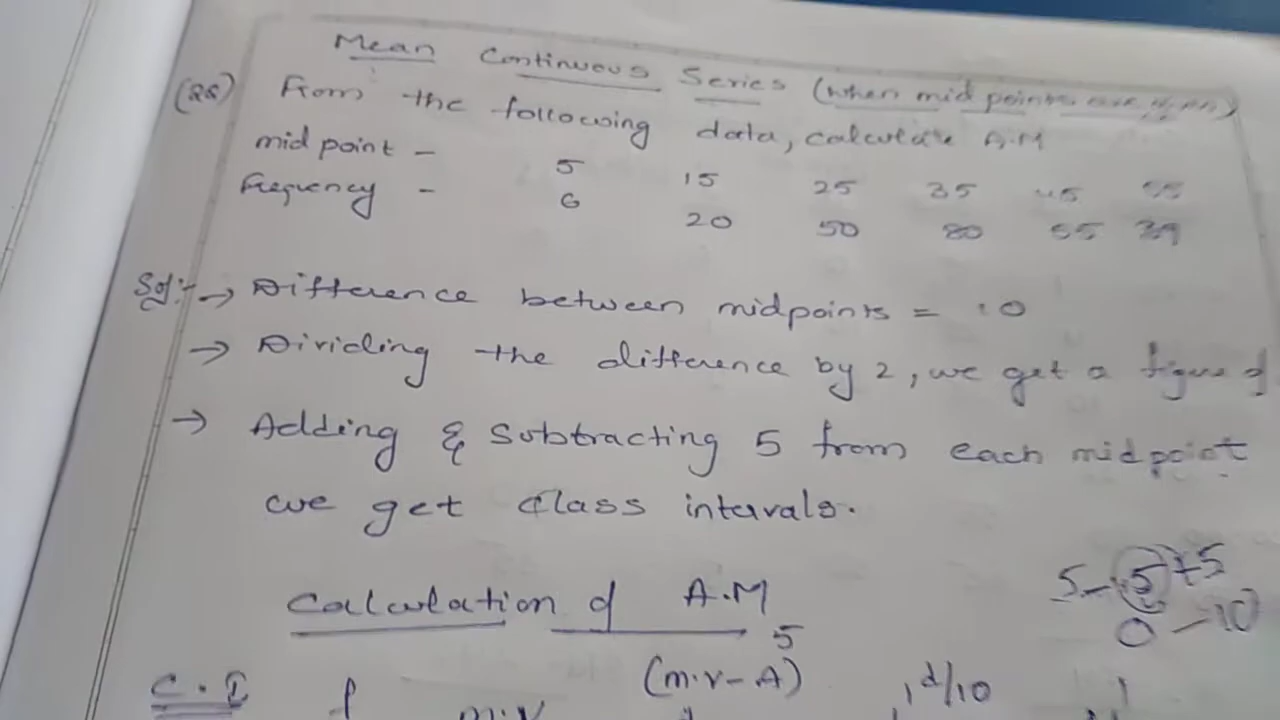 Mean Continuous Series (when mid points are given)
(22) From the following data, calculate A.M
mid point - 5 15 25 35 45 55
Frequency - 6 20 50 80 55
Sol:- → Difference between midpoints = 10
→ Dividing the difference by 2, we get a figure of
→ Adding & Subtracting 5 from each midpoint
we get Class intervals.
5-5+5
0-10
Calculation of A.M
5
C.I f m.v (m.v-A) d/10